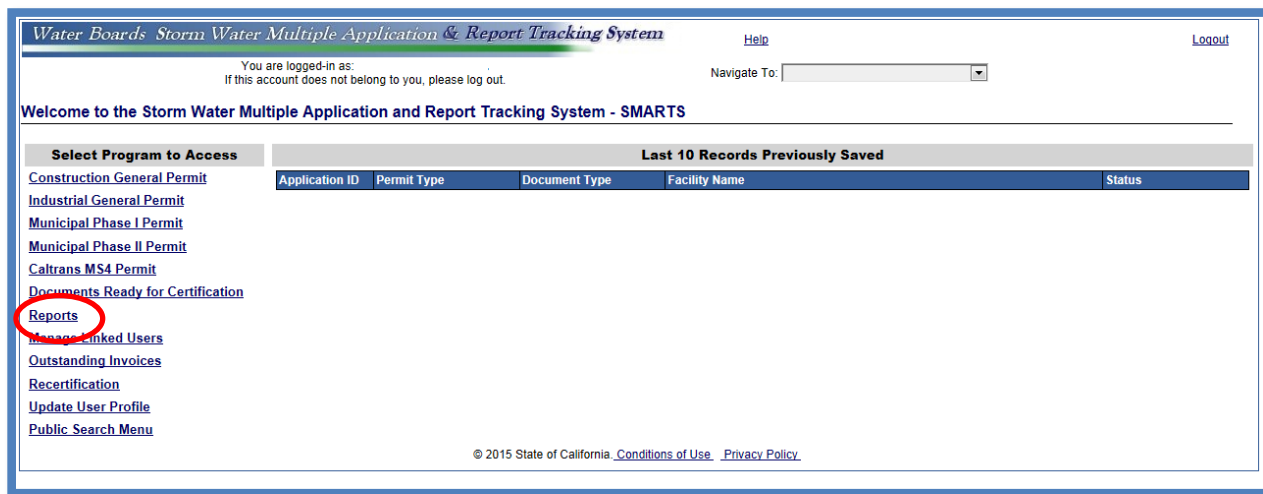 Water Boards Storm Water Multiple Application & Report Tracking System
Help
Logout
You are logged-in as:
If this account does not belong to you, please log out.
Navigate To:
Welcome to the Storm Water Multiple Application and Report Tracking System - SMARTS
Select Program to Access
Last 10 Records Previously Saved
Construction General Permit
Application ID Permit Type Document Type Facility Name Status
Industrial General Permit
Municipal Phase I Permit
Municipal Phase II Permit
Caltrans MS4 Permit
Documents Ready for Certification
Reports
Manage Linked Users
Outstanding Invoices
Recertification
Update User Profile
Public Search Menu
© 2015 State of California. Conditions of Use Privacy Policy